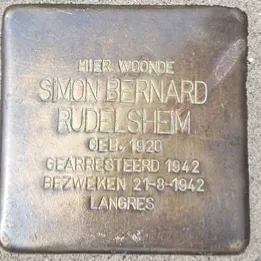 HIER WOONDE
SIMON BERNARD
RUDELSHEIM
GEB. 1920
GEARRESTEERD 1942
BEZWEKEN 21-8-1942
LANGRES